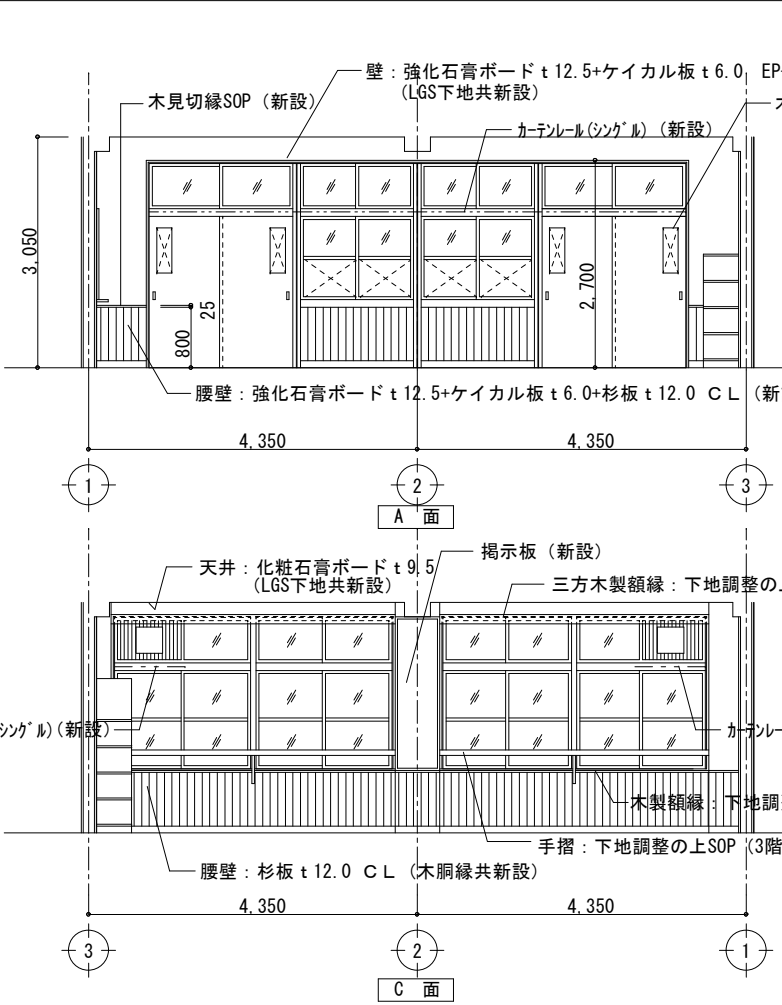 壁：強化石膏ボードｔ12.5+ケイカル板ｔ6.0 EP
(LGS下地共新設)
木見切縁SOP（新設）
カーテンレール(シングル)（新設）
3,050
25
800
2,700
腰壁：強化石膏ボードｔ12.5+ケイカル板ｔ6.0+杉板ｔ12.0 ＣＬ（新
4,350
4,350
1
2
3
A 面
掲示板（新設）
天井：化粧石膏ボードｔ9.5
(LGS下地共新設)
三方木製額縁：下地調整の上
シングル)(新設)
カーテンレー
木製額縁：下地調
手摺：下地調整の上SOP（3階
腰壁：杉板ｔ12.0 ＣＬ（木胴縁共新設）
4,350
4,350
3
2
1
C 面